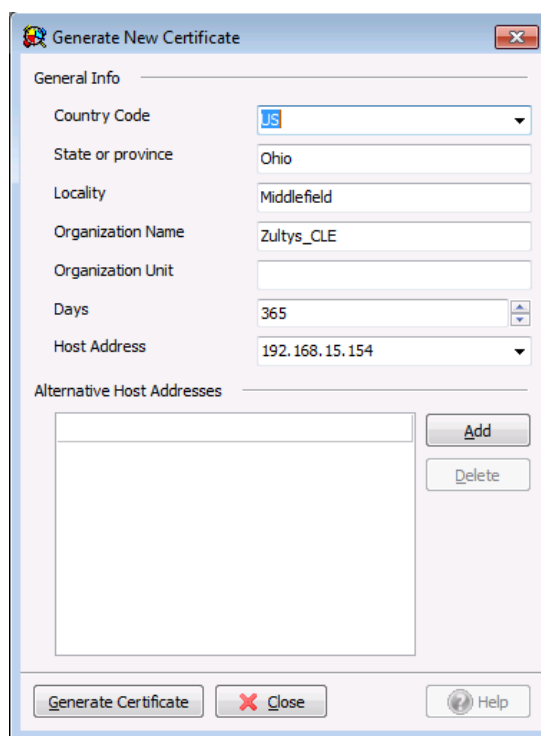 Generate New Certificate
General Info
Country Code US
State or province Ohio
Locality Middlefield
Organization Name Zultys_CLE
Organization Unit
Days 365
Host Address 192.168.15.154
Alternative Host Addresses
Add
Delete
Generate Certificate Close Help